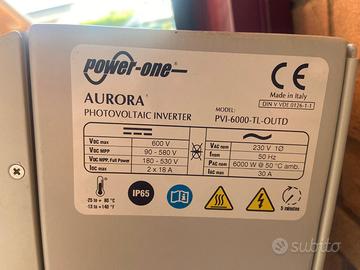 power-one
CE
Made in Italy
AURORA
PHOTOVOLTAIC INVERTER
DIN V VDE 0126-1-1
PVI-6000-TL-OUTD
VDC max 600 V
VDC MPP 90 - 580 V
VDC MPP, Full Power 180 - 530 V
IDC max 2 x 18 A
VAC nom 230 V 1Ø
fnom 50 Hz
PAC nom 6000 W @ 50 °C amb.
IAC max 30 A
-25 to + 60 °C
-13 to +140 °F
IP65
5 minutes
subito